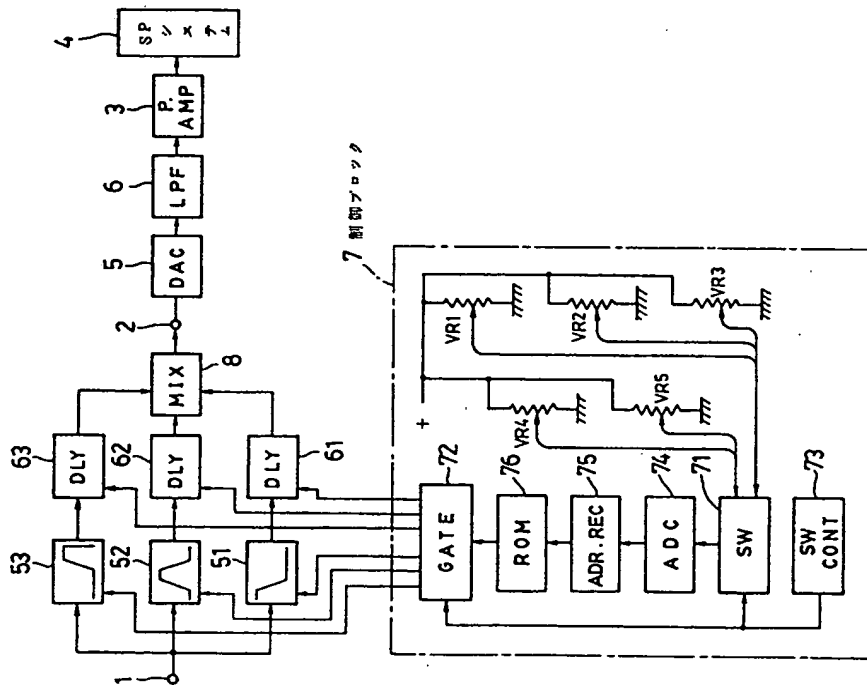 1
53
52
51
63
DLY
62
DLY
61
DLY
MIX
8
2
5
DAC
6
LPF
3
P.
AMP
4
SP
システム
7 制御ブロック
+
VR1
VR2
VR3
VR4
VR5
72
GATE
76
ROM
75
ADR.REC
74
ADC
71
SW
73
SW
CONT